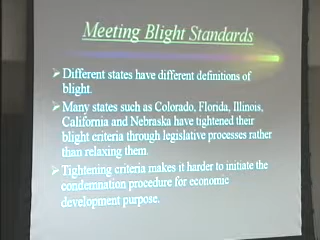 Meeting Blight Standards
Different states have different definitions of
blight.
Many states such as Colorado, Florida, Illinois,
California and Nebraska have tightened their
blight criteria through legislative processes rather
than relaxing them.
Tightening criteria makes it harder to initiate the
condemnation procedure for economic
development purpose.